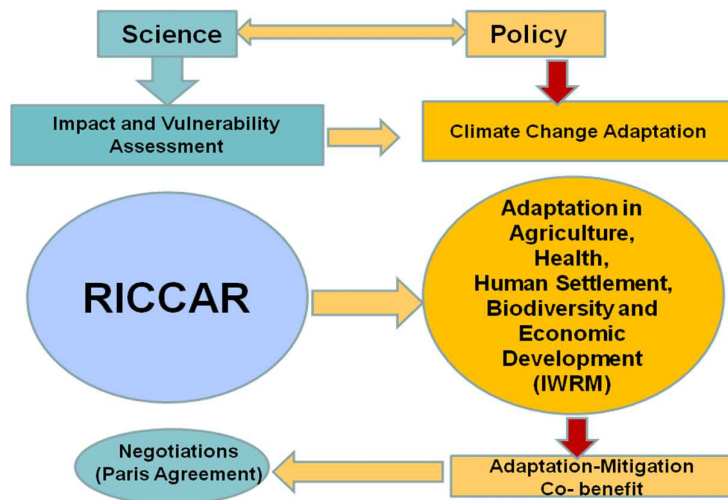 Science
Policy
Impact and Vulnerability
Assessment
Climate Change Adaptation
RICCAR
Adaptation in
Agriculture,
Health,
Human Settlement,
Biodiversity and
Economic
Development
(IWRM)
Negotiations
(Paris Agreement)
Adaptation-Mitigation
Co- benefit